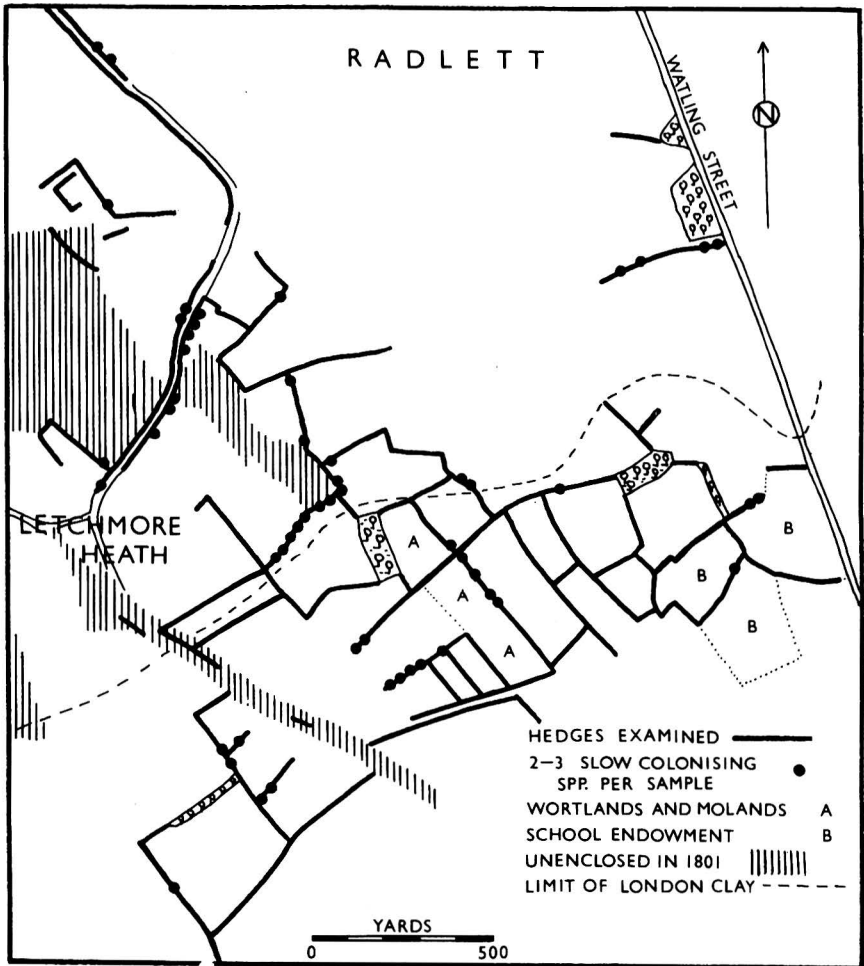 RADLETT
WATLING STREET
N
LETCHMORE
HEATH
A
A
A
B
B
B
HEDGES EXAMINED
2–3 SLOW COLONISING
SPP. PER SAMPLE
WORTLANDS AND MOLANDS A
SCHOOL ENDOWMENT B
UNENCLOSED IN 1801
LIMIT OF LONDON CLAY
YARDS
0 500